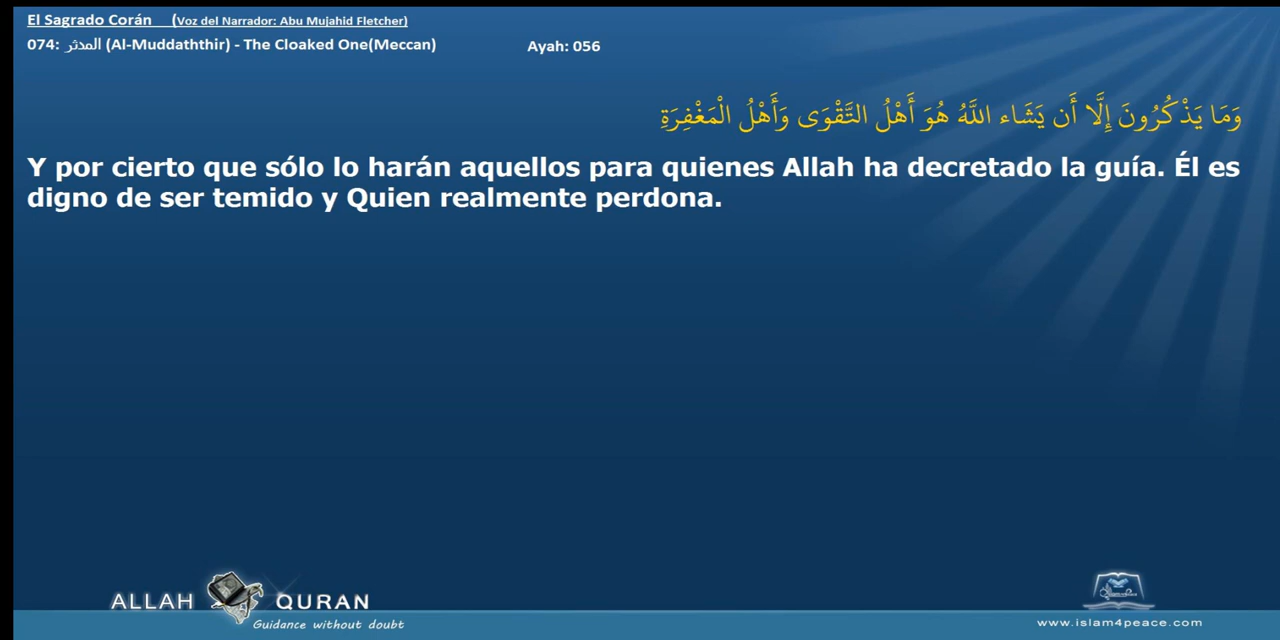 El Sagrado Corán (Voz del Narrador: Abu Mujahid Fletcher)
074: المدثر (Al-Muddaththir) - The Cloaked One(Meccan) Ayah: 056
وَمَا يَذْكُرُونَ إِلَّا أَن يَشَاء اللَّهُ هُوَ أَهْلُ التَّقْوَى وَأَهْلُ الْمَغْفِرَةِ
Y por cierto que sólo lo harán aquellos para quienes Allah ha decretado la guía. Él es
digno de ser temido y Quien realmente perdona.
ALLAH QURAN
Guidance without doubt
www.islam4peace.com